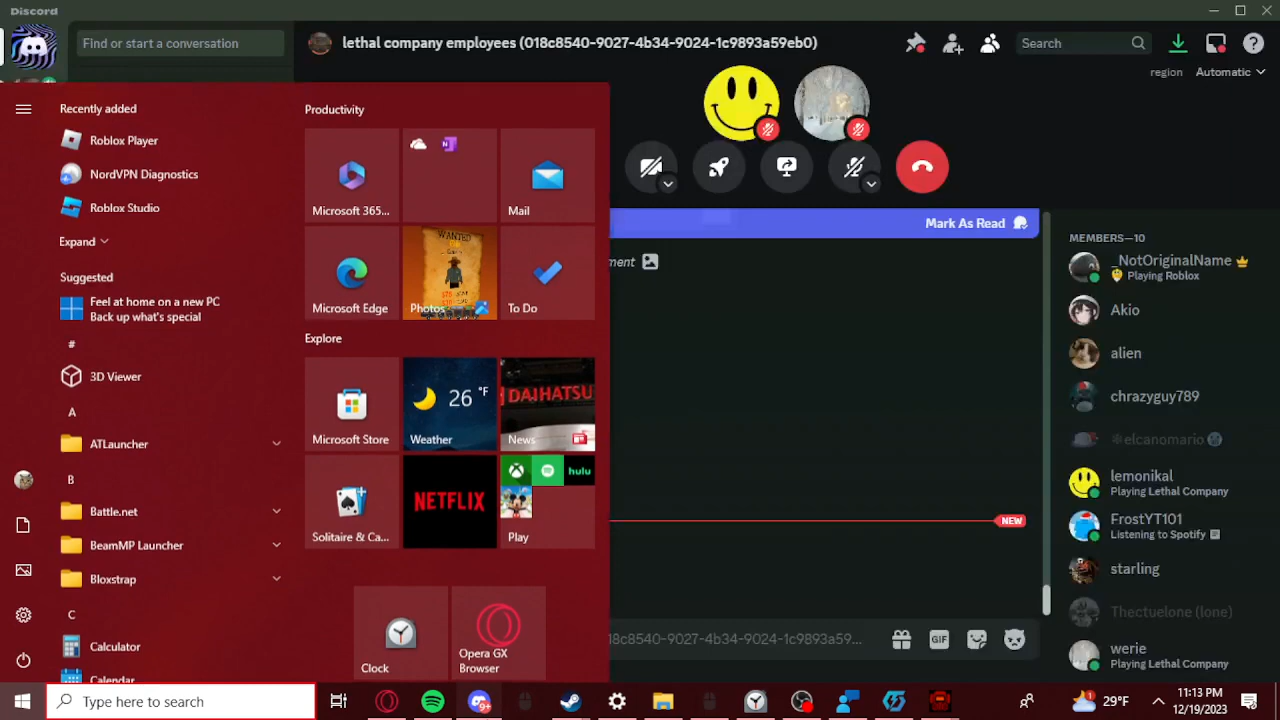 Discord
Find or start a conversation
lethal company employees (018c8540-9027-4b34-9024-1c9893a59eb0)
Search
region
Automatic
Recently added
Roblox Player
NordVPN Diagnostics
Roblox Studio
Expand
Suggested
Feel at home on a new PC
Back up what's special
#
3D Viewer
A
ATLauncher
B
Battle.net
BeamMP Launcher
Bloxstrap
C
Calculator
Calendar
Productivity
Microsoft 365...
Mail
Microsoft Edge
WANTED
Photos
To Do
Explore
Microsoft Store
26 °F
Weather
DAIHATSU
News
Solitaire & Ca...
NETFLIX
hulu
Play
Clock
Opera GX
Browser
Mark As Read
ment
NEW
018c8540-9027-4b34-9024-1c9893a59...
GIF
MEMBERS—10
_NotOriginalName
Playing Roblox
Akio
alien
chrazyguy789
elcanomario
lemonikal
Playing Lethal Company
FrostYT101
Listening to Spotify
starling
Thectuelone (lone)
werie
Playing Lethal Company
Type here to search
9+
1
29°F
11:13 PM
12/19/2023